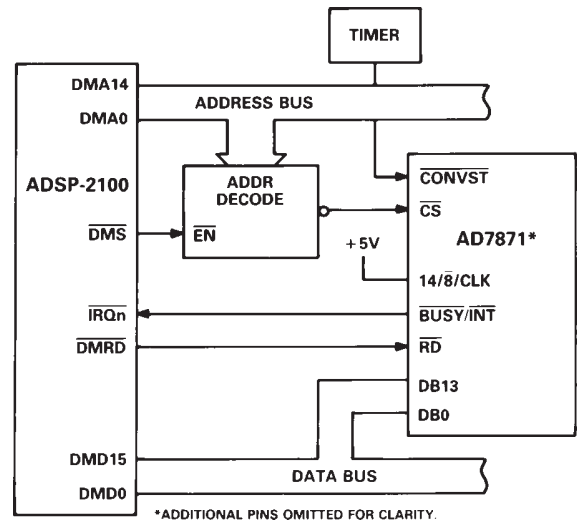 TIMER
DMA14
ADDRESS BUS
DMA0
ADSP-2100
ADDR
DECODE
CONVST
CS
DMS
EN
+5V
AD7871*
14/8/CLK
IRQn
BUSY/INT
DMRD
RD
DB13
DB0
DMD15
DATA BUS
DMD0
*ADDITIONAL PINS OMITTED FOR CLARITY.